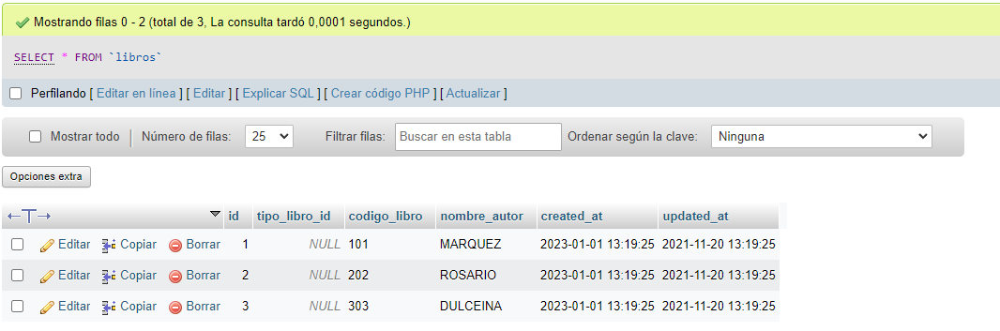 Mostrando filas 0 - 2 (total de 3, La consulta tardó 0,0001 segundos.)
SELECT * FROM `libros`
Perfilando [ Editar en línea ] [ Editar ] [ Explicar SQL ] [ Crear código PHP ] [ Actualizar ]
Mostrar todo | Número de filas: 25 Filtrar filas: Buscar en esta tabla Ordenar según la clave: Ninguna
Opciones extra
←T→ id tipo_libro_id codigo_libro nombre_autor created_at updated_at
Editar Copiar Borrar 1 NULL 101 MARQUEZ 2023-01-01 13:19:25 2021-11-20 13:19:25
Editar Copiar Borrar 2 NULL 202 ROSARIO 2023-01-01 13:19:25 2021-11-20 13:19:25
Editar Copiar Borrar 3 NULL 303 DULCEINA 2023-01-01 13:19:25 2021-11-20 13:19:25